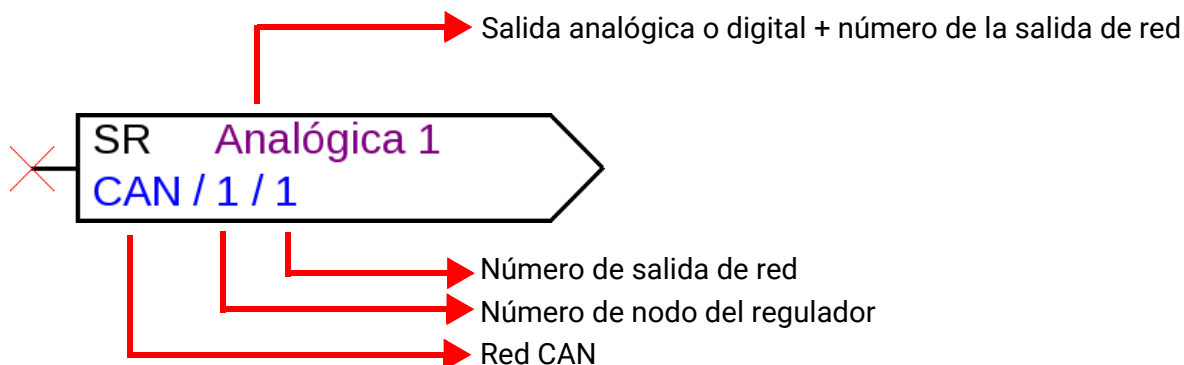 Salida analógica o digital + número de la salida de red
SR Analógica 1
CAN / 1 / 1
Número de salida de red
Número de nodo del regulador
Red CAN